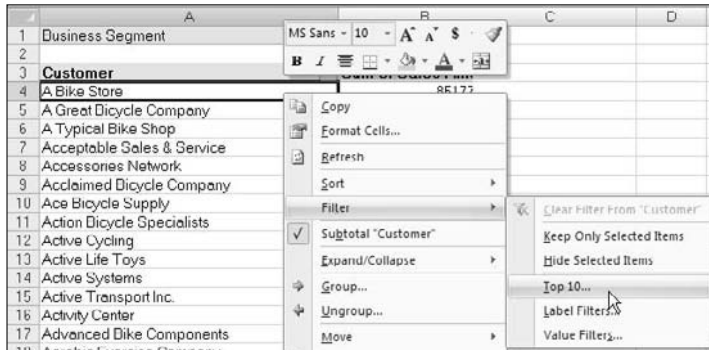 A B C D
1 Business Segment
MS Sans 10 A A $
B I A
2
3 Customer
4 A Bike Store 85177
5 A Great Bicycle Company
6 A Typical Bike Shop
7 Acceptable Sales & Service
8 Accessories Network
9 Acclaimed Bicycle Company
10 Ace Bicycle Supply
11 Action Bicycle Specialists
12 Active Cycling
13 Active Life Toys
14 Active Systems
15 Active Transport Inc.
16 Activity Center
17 Advanced Bike Components
18
Copy
Format Cells...
Refresh
Sort
Filter
Subtotal "Customer"
Expand/Collapse
Group...
Ungroup...
Move
Clear Filter From "Customer"
Keep Only Selected Items
Hide Selected Items
Top 10...
Label Filters...
Value Filters...